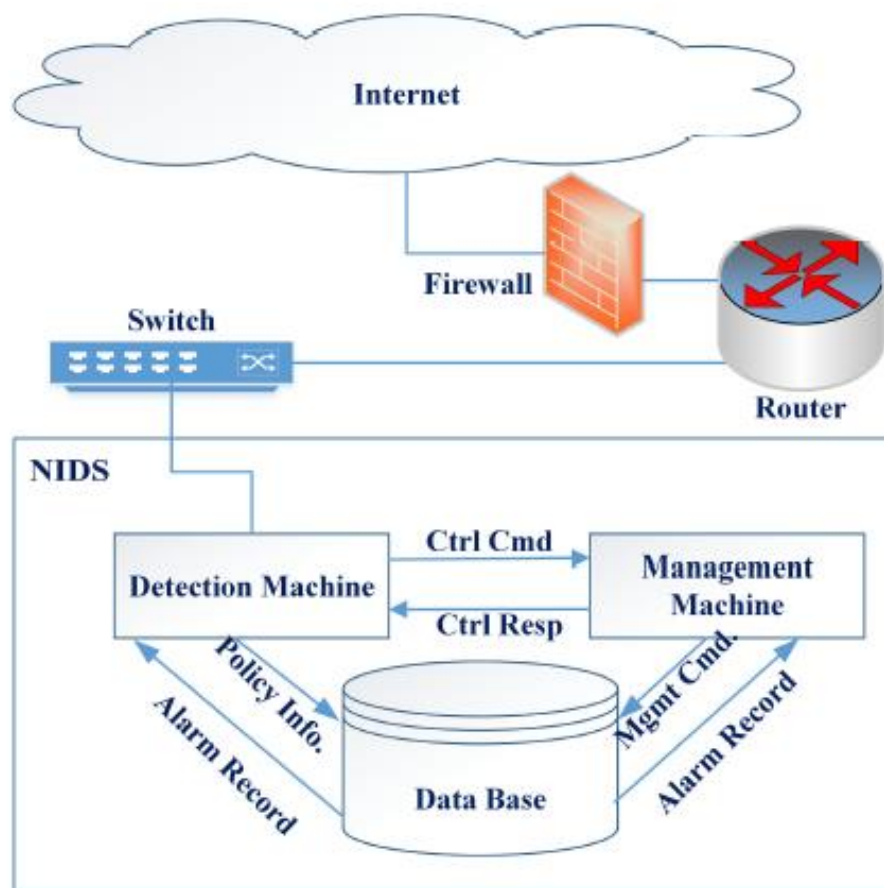 Internet
Firewall
Switch
Router
NIDS
Ctrl Cmd
Detection Machine
Management
Machine
Ctrl Resp
Policy Info.
Mgmt Cmd.
Alarm Record
Alarm Record
Data Base